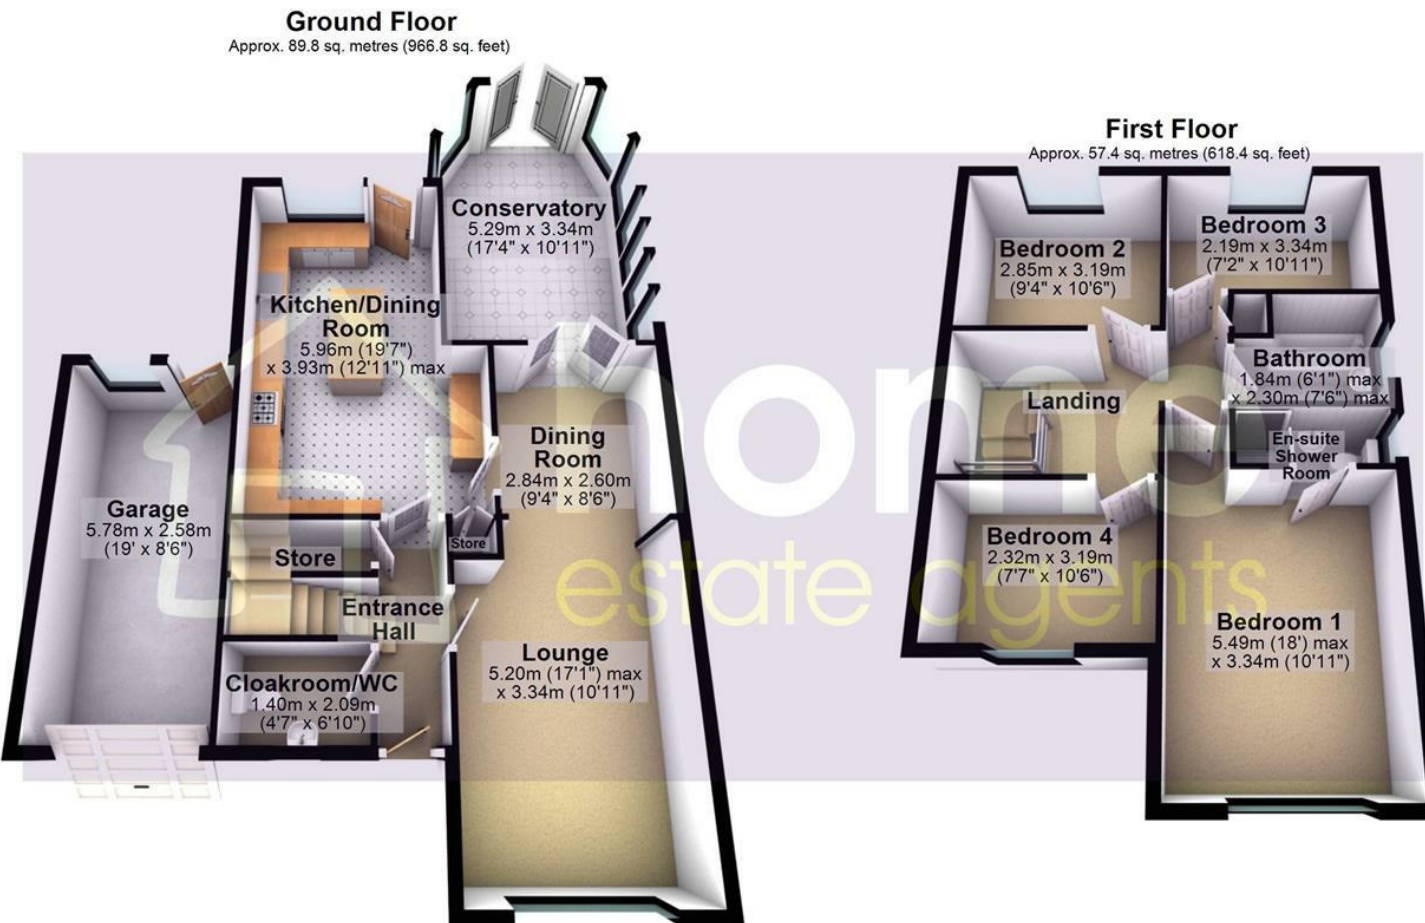 Ground Floor
Approx. 89.8 sq. metres (966.8 sq. feet)
Conservatory
5.29m x 3.34m
(17'4" x 10'11")
Kitchen/Dining
Room
5.96m (19'7")
x 3.93m (12'11") max
Dining
Room
2.84m x 2.60m
(9'4" x 8'6")
Garage
5.78m x 2.58m
(19' x 8'6")
Store
Store
Entrance
Hall
Lounge
5.20m (17'1") max
x 3.34m (10'11")
Cloakroom/WC
1.40m x 2.09m
(4'7" x 6'10")
First Floor
Approx. 57.4 sq. metres (618.4 sq. feet)
Bedroom 2
2.85m x 3.19m
(9'4" x 10'6")
Bedroom 3
2.19m x 3.34m
(7'2" x 10'11")
Bathroom
1.84m (6'1") max
x 2.30m (7'6") max
Landing
En-suite
Shower
Room
Bedroom 4
2.32m x 3.19m
(7'7" x 10'6")
Bedroom 1
5.49m (18') max
x 3.34m (10'11")
home
estate agents